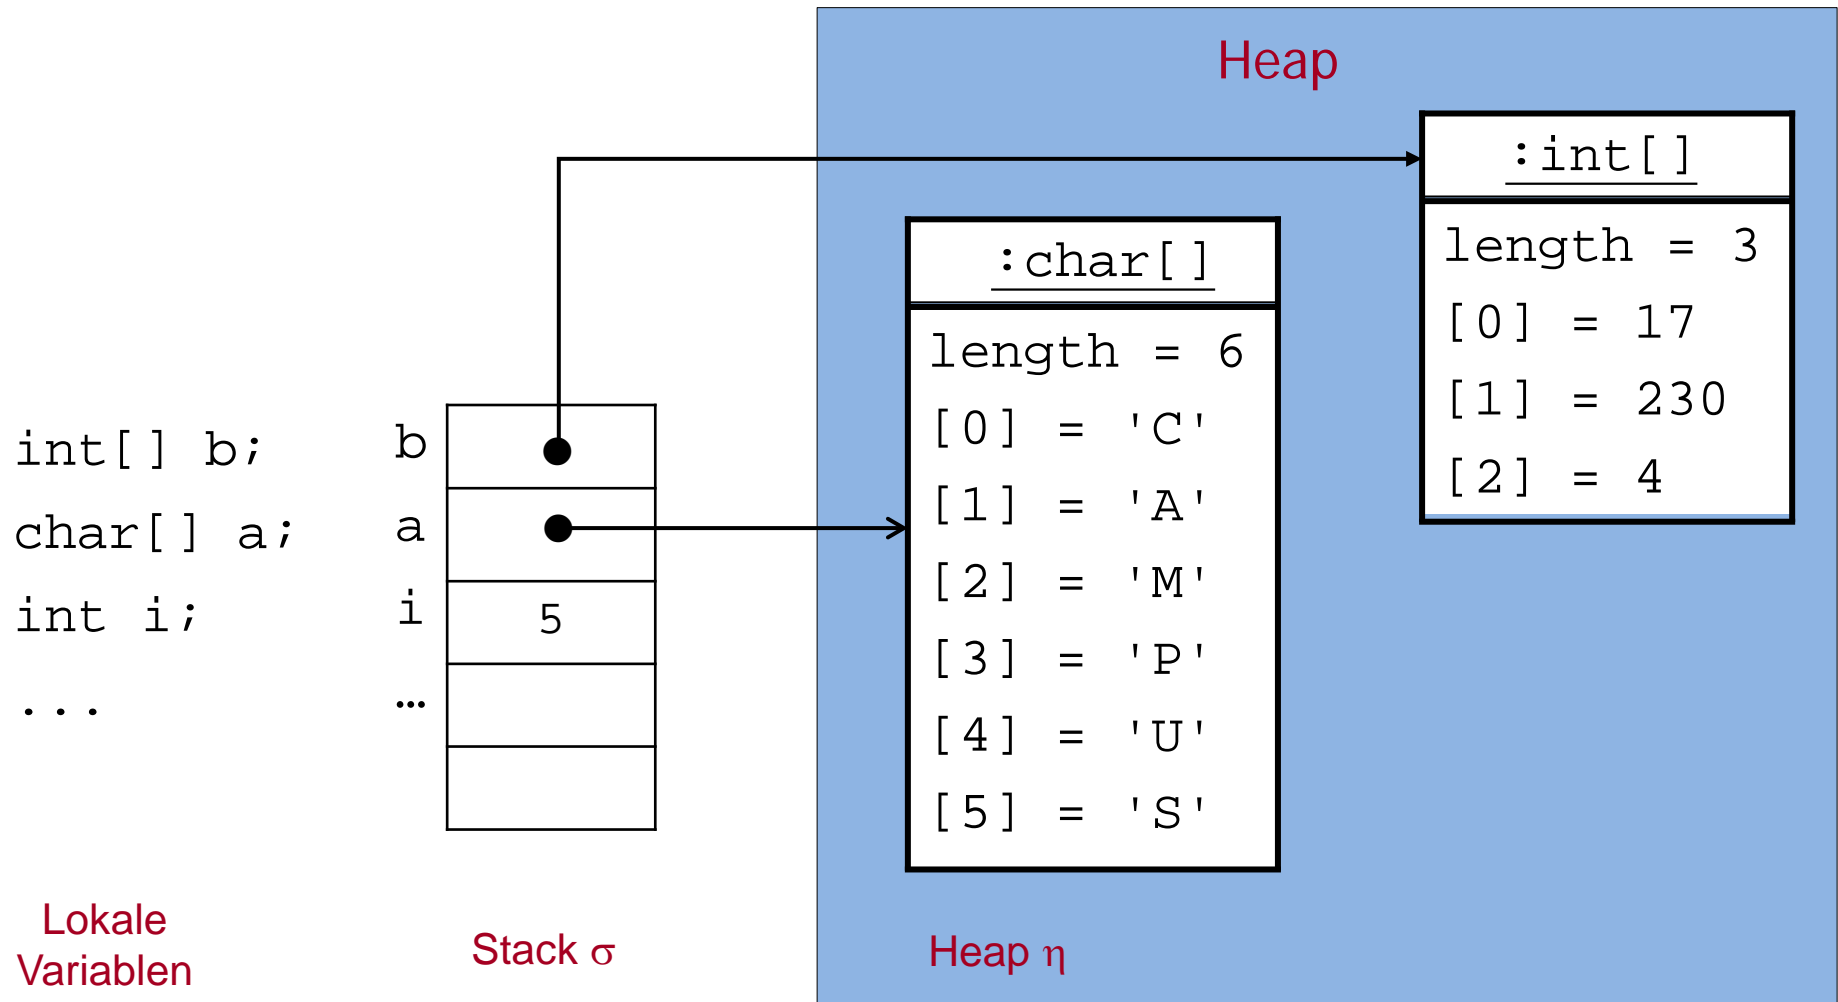 Heap
:int[]
length = 3
[0] = 17
[1] = 230
[2] = 4
:char[]
length = 6
[0] = 'C'
[1] = 'A'
[2] = 'M'
[3] = 'P'
[4] = 'U'
[5] = 'S'
int[] b;
b
char[] a;
a
int i;
i
5
...
…
Lokale
Variablen
Stack σ
Heap η